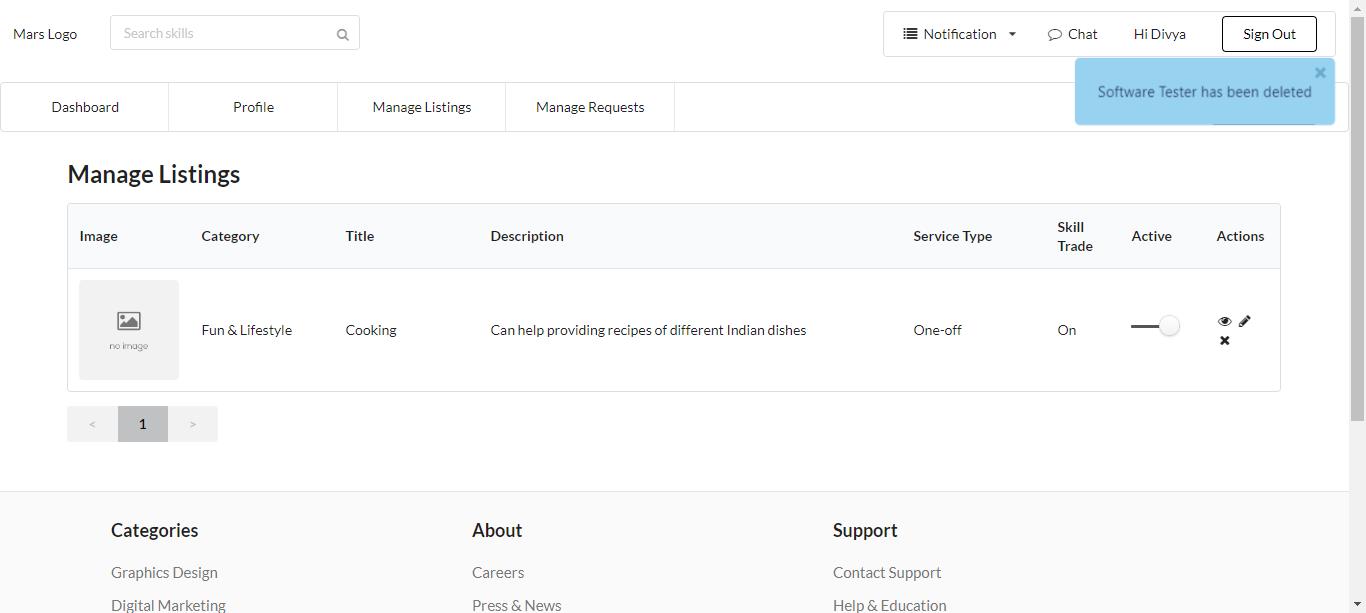 Mars Logo
Search skills
Notification
Chat
Hi Divya
Sign Out
Software Tester has been deleted
Dashboard
Profile
Manage Listings
Manage Requests
Manage Listings
Image
Category
Title
Description
Service Type
Skill
Trade
Active
Actions
no image
Fun & Lifestyle
Cooking
Can help providing recipes of different Indian dishes
One-off
On
< 1 >
Categories
About
Support
Graphics Design
Careers
Contact Support
Digital Marketing
Press & News
Help & Education